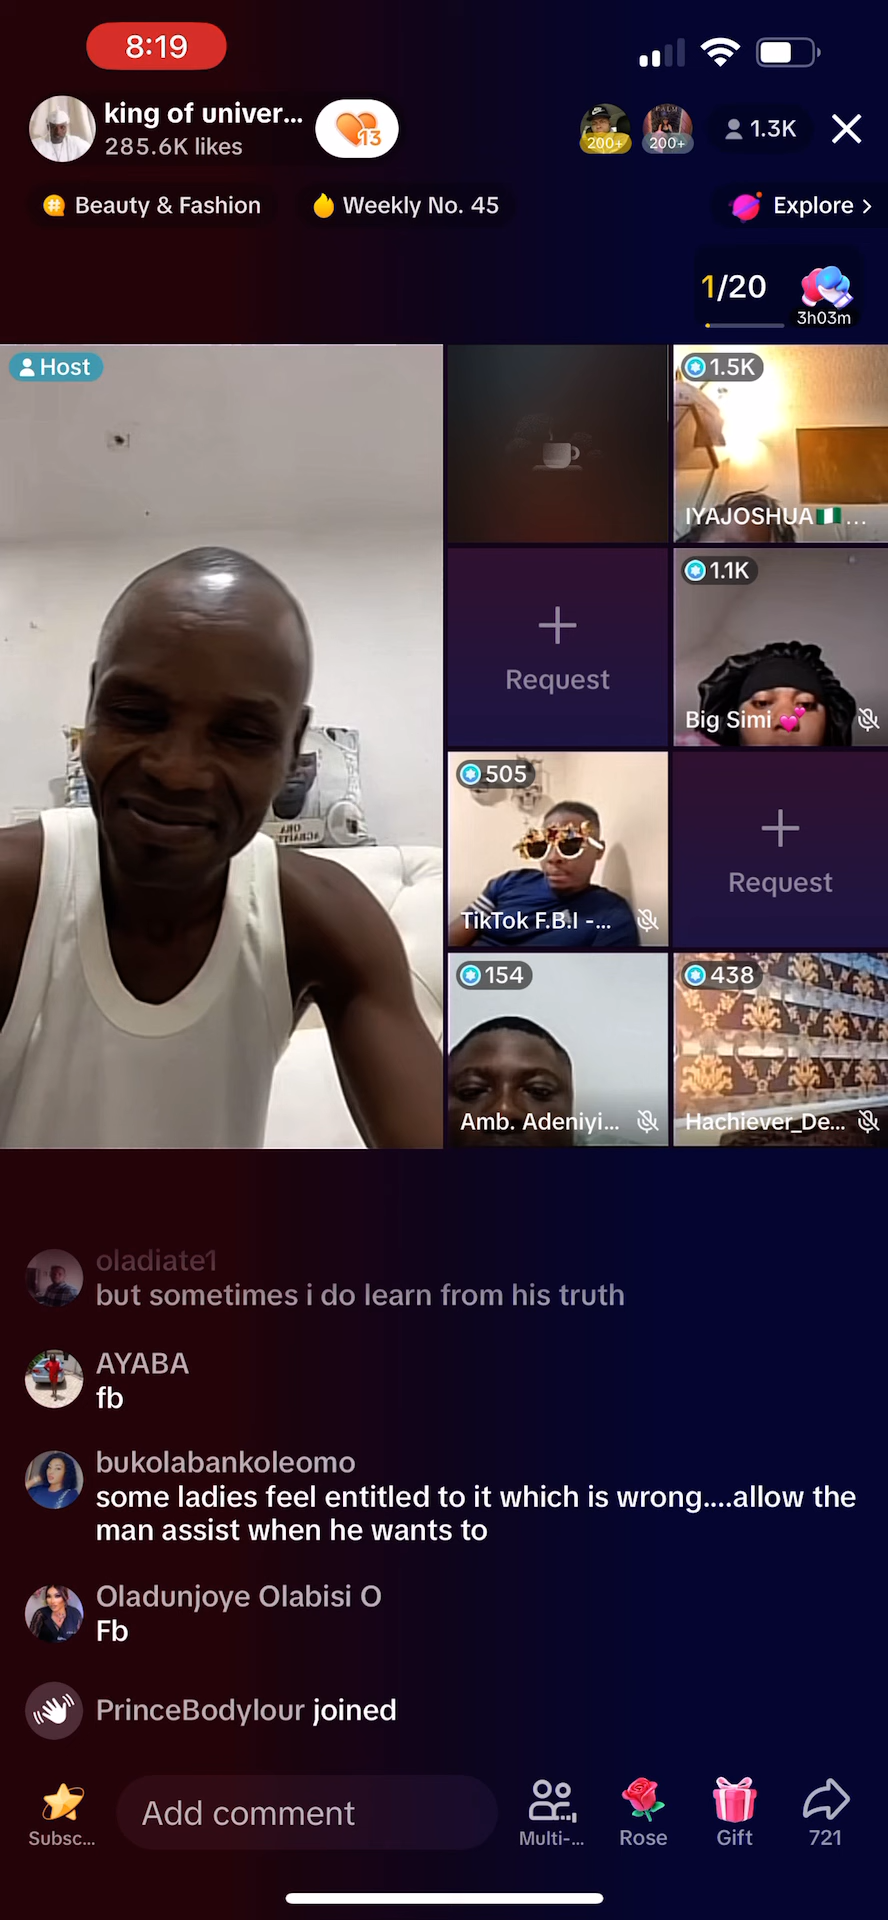 8:19
king of univer...
285.6K likes
13
200+
200+
1.3K
Beauty & Fashion
Weekly No. 45
Explore >
1/20
3h03m
Host
1.5K
IYAJOSHUA🇳🇬...
Request
1.1K
Big Simi 💕
505
TikTok F.B.I -...
Request
154
Amb. Adeniyi...
438
Hachiever_De...
oladiate1
but sometimes i do learn from his truth
AYABA
fb
bukolabankoleomo
some ladies feel entitled to it which is wrong....allow the
man assist when he wants to
Oladunjoye Olabisi O
Fb
PrinceBodylour joined
Subsc...
Add comment
Multi-...
Rose
Gift
721